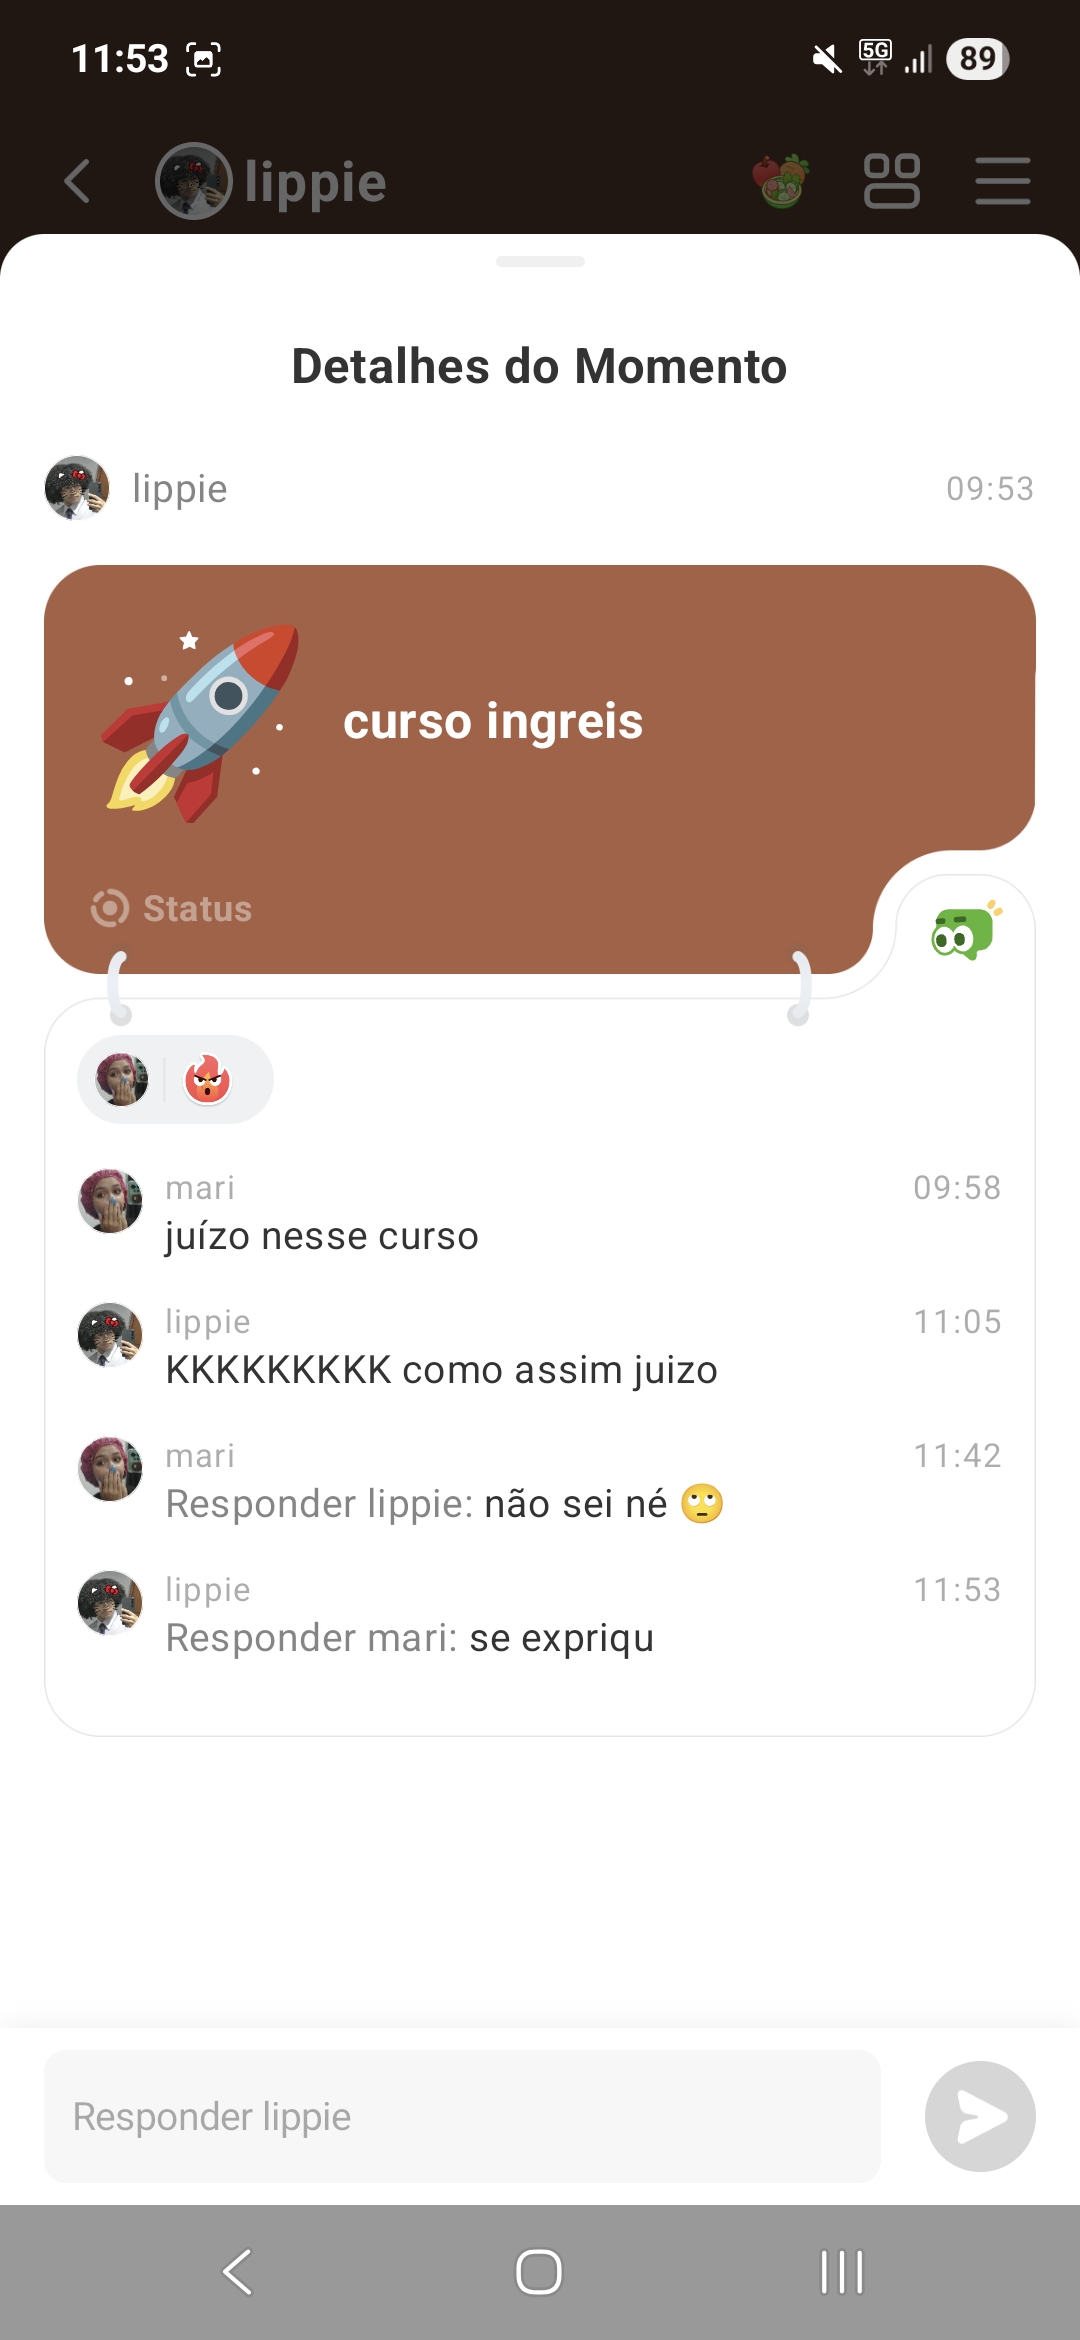 11:53
5G
89
lippie
Detalhes do Momento
lippie
09:53
curso ingreis
Status
mari
09:58
juízo nesse curso
lippie
11:05
KKKKKKKKK como assim juizo
mari
11:42
Responder lippie: não sei né 🙄
lippie
11:53
Responder mari: se expriqu
Responder lippie